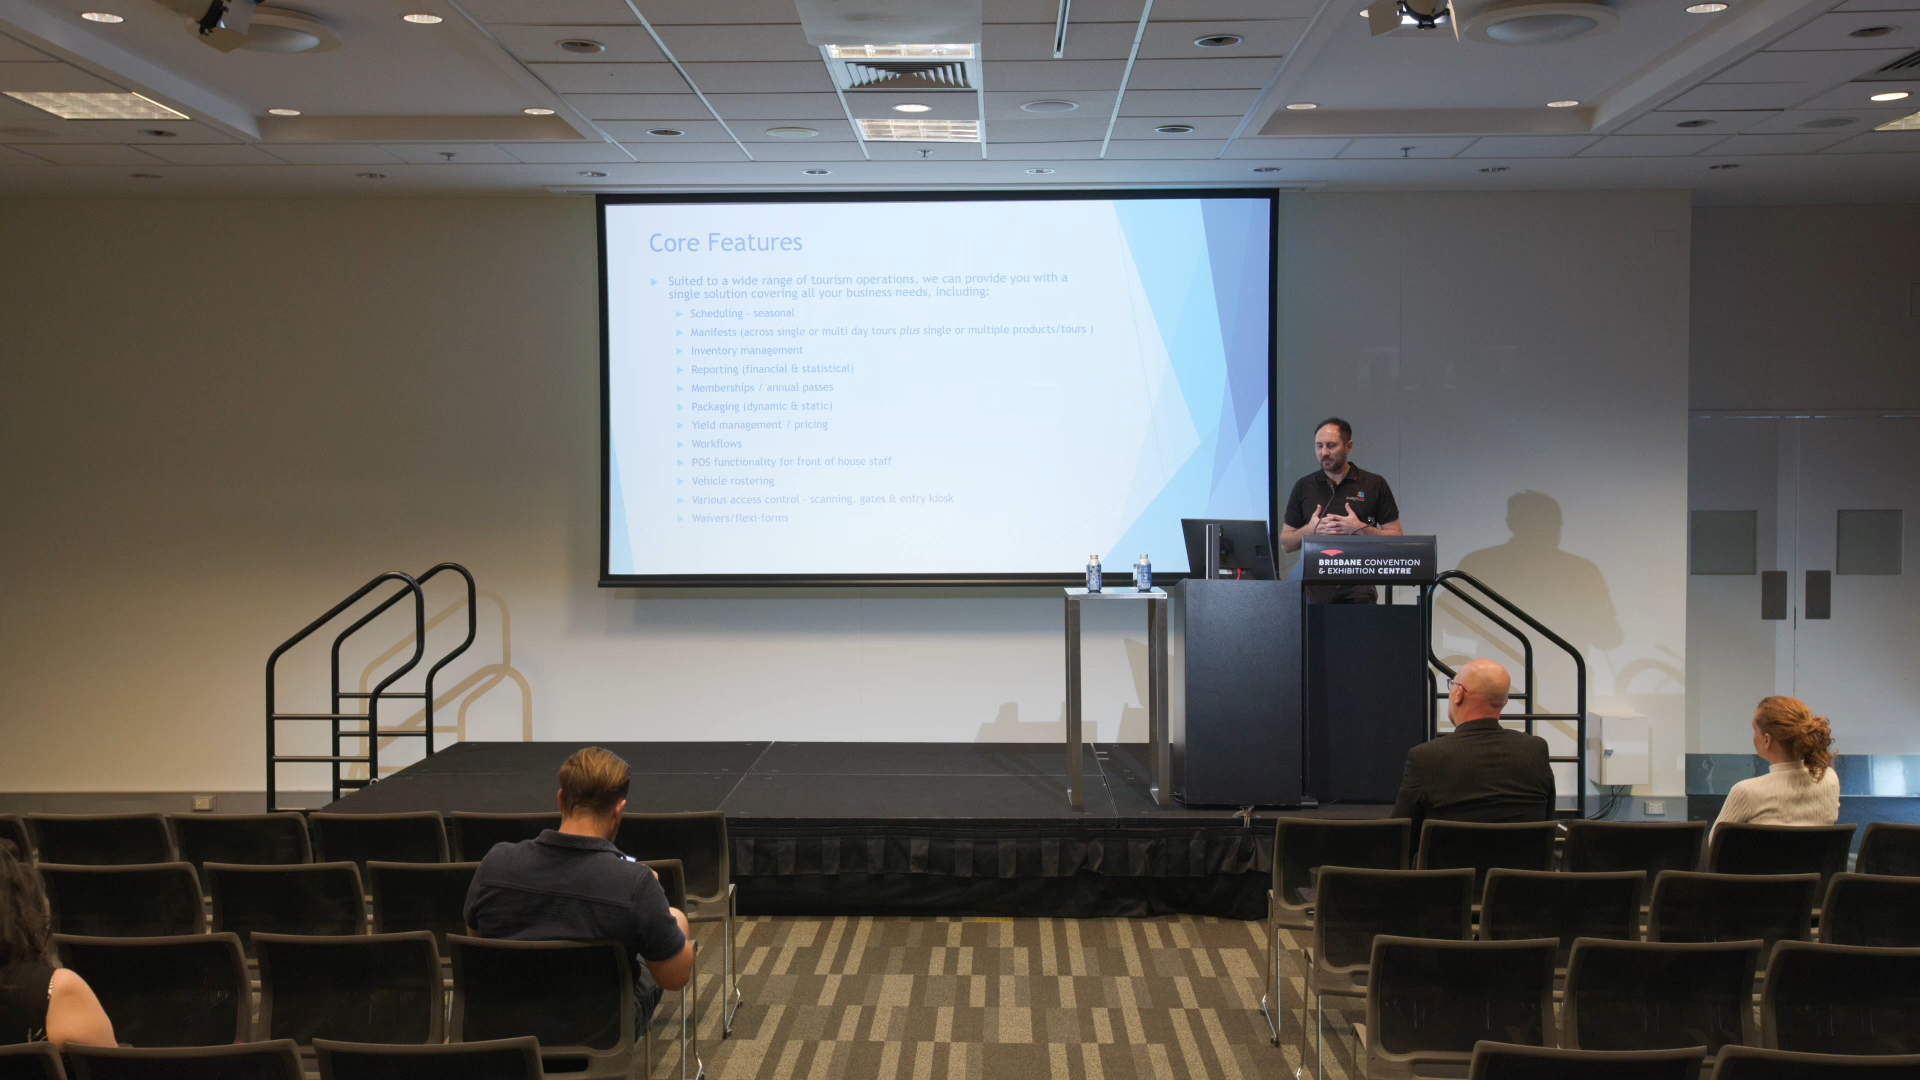 Core Features
Suited to a wide range of tourism operations, we can provide you with a
single solution covering all your business needs, including:
Scheduling - seasonal
Manifests (across single or multi day tours plus single or multiple products/tours )
Inventory management
Reporting (financial & statistical)
Memberships / annual passes
Packaging (dynamic & static)
Yield management / pricing
Workflows
POS functionality for front of house staff
Vehicle rostering
Various access control - scanning, gates & entry kiosk
Waivers/flexi-forms
BRISBANE CONVENTION
& EXHIBITION CENTRE